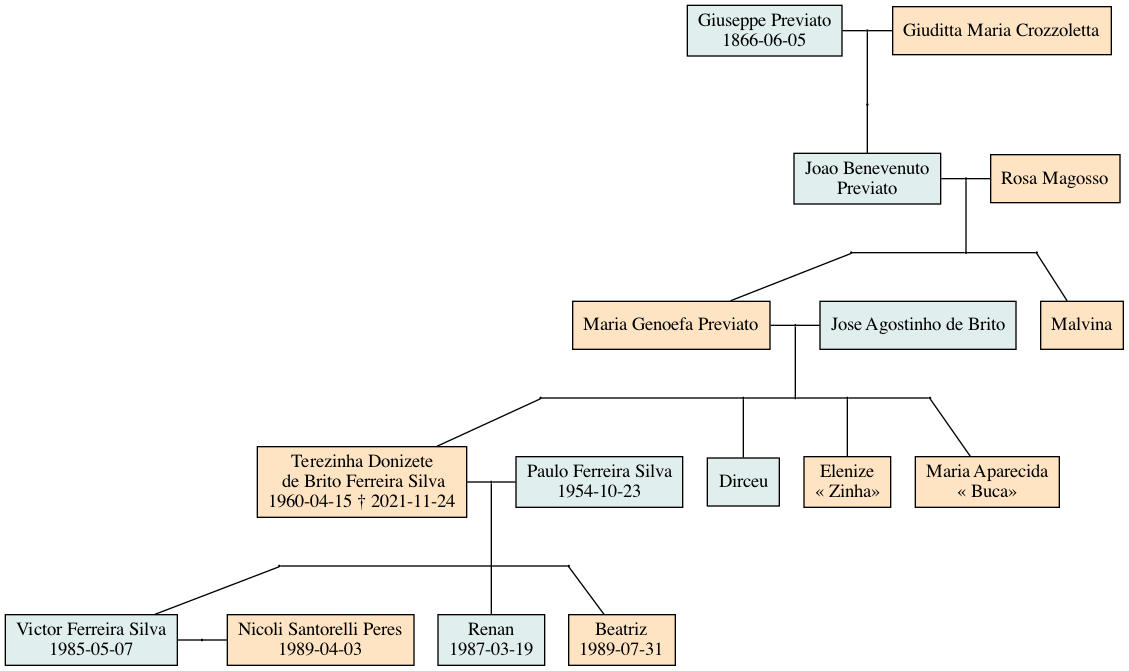 Giuseppe Previato
1866-06-05
Giuditta Maria Crozzoletta
Joao Benevenuto
Previato
Rosa Magosso
Maria Genoefa Previato
Jose Agostinho de Brito
Malvina
Terezinha Donizete
de Brito Ferreira Silva
1960-04-15 † 2021-11-24
Paulo Ferreira Silva
1954-10-23
Dirceu
Elenize
« Zinha»
Maria Aparecida
« Buca»
Victor Ferreira Silva
1985-05-07
Nicoli Santorelli Peres
1989-04-03
Renan
1987-03-19
Beatriz
1989-07-31